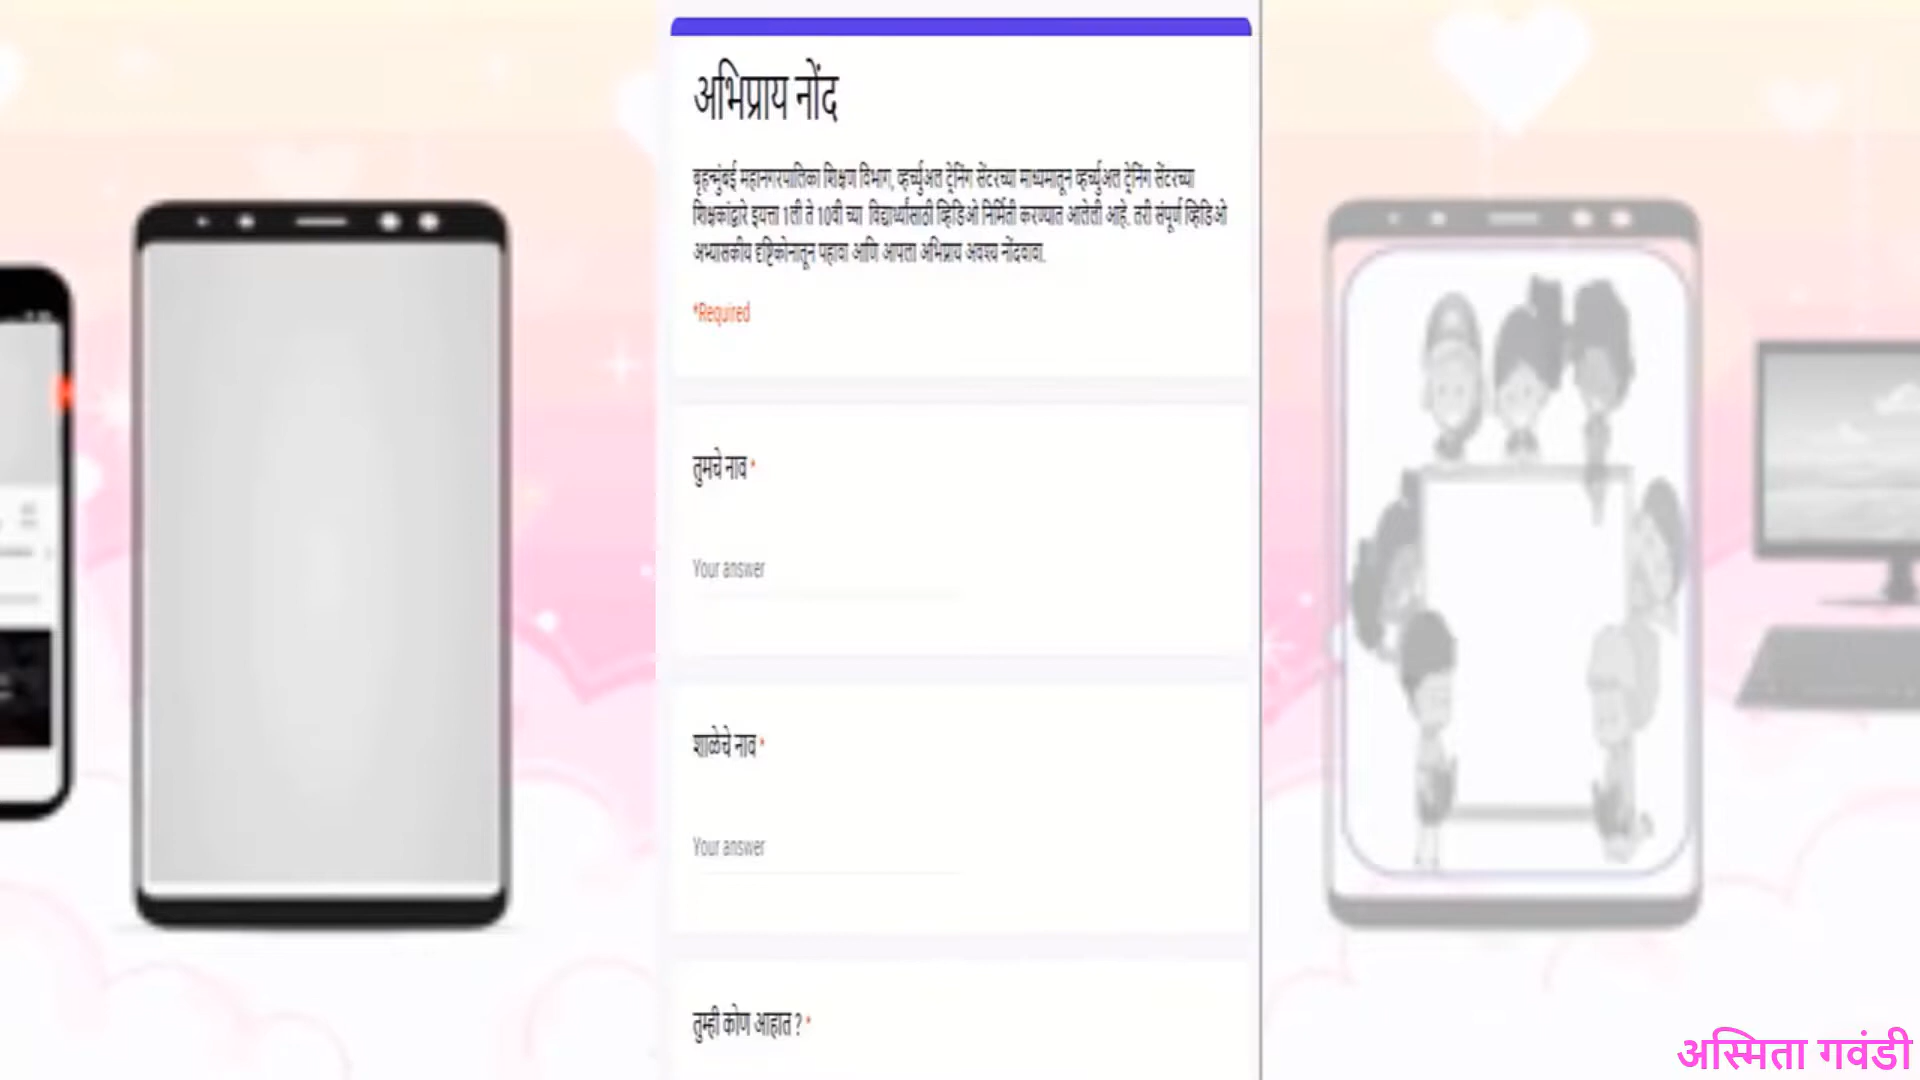 अभिप्राय नोंद
बृहन्मुंबई महानगरपालिका शिक्षण विभाग, व्हर्च्युअल ट्रेनिंग सेंटरच्या माध्यमातून व्हर्च्युअल ट्रेनिंग सेंटरच्या
शिक्षकांद्वारे इयत्ता 1ली ते 10वी च्या विद्यार्थ्यांसाठी व्हिडिओ निर्मिती करण्यात आलेली आहे. तरी संपूर्ण व्हिडिओ
अभ्यासकीय दृष्टिकोनातून पहावा आणि आपला अभिप्राय अवश्य नोंदवावा.
*Required
तुमचे नाव *
Your answer
शाळेचे नाव *
Your answer
तुम्ही कोण आहात ? *
अस्मिता गवंडी